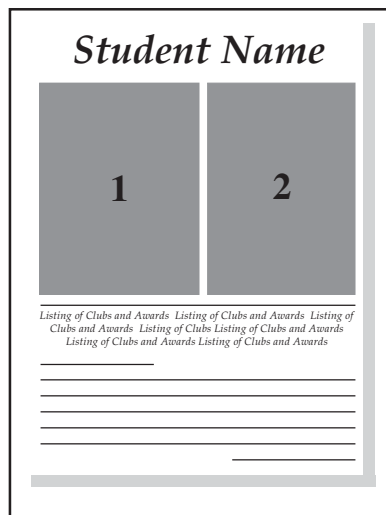 Student Name
1
2
Listing of Clubs and Awards Listing of Clubs and Awards Listing of
Clubs and Awards Listing of Clubs Listing of Clubs and Awards
Listing of Clubs and Awards Listing of Clubs and Awards